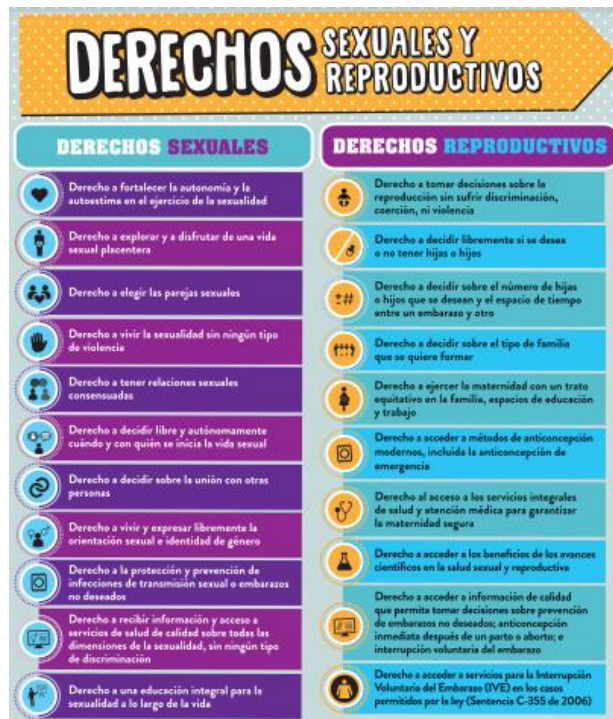 DERECHOS SEXUALES Y
REPRODUCTIVOS
DERECHOS SEXUALES
Derecho a fortalecer la autonomía y la
autoestima en el ejercicio de la sexualidad
Derecho a explorar y a disfrutar de una vida
sexual placentera
Derecho a elegir las parejas sexuales
Derecho a vivir la sexualidad sin ningún tipo
de violencia
Derecho a tener relaciones sexuales
consensuadas
Derecho a decidir libre y autónomamente
cuándo y con quién se inicia la vida sexual
Derecho a decidir sobre la unión con otras
personas
Derecho a vivir y expresar libremente la
orientación sexual e identidad de género
Derecho a la protección y prevención de
infecciones de transmisión sexual o embarazos
no deseados
Derecho a recibir información y acceso a
servicios de salud de calidad sobre todas las
dimensiones de la sexualidad, sin ningún tipo
de discriminación
Derecho a una educación integral para la
sexualidad a lo largo de la vida
DERECHOS REPRODUCTIVOS
Derecho a tomar decisiones sobre la
reproducción sin sufrir discriminación,
coerción, ni violencia
Derecho a decidir libremente si se desea
o no tener hijas o hijos
Derecho a decidir sobre el número de hijas
o hijos que se desean y el espacio de tiempo
entre un embarazo y otro
Derecho a decidir sobre el tipo de familia
que se quiere formar
Derecho a ejercer la maternidad con un trato
equitativo en la familia, espacios de educación
y trabajo
Derecho a acceder a métodos de anticoncepción
modernos, incluida la anticoncepción de
emergencia
Derecho al acceso a los servicios integrales
de salud y atención médica para garantizar
la maternidad segura
Derecho a acceder a los beneficios de los avances
científicos en la salud sexual y reproductiva
Derecho a acceder a información de calidad
que permita tomar decisiones sobre prevención
de embarazos no deseados; anticoncepción
inmediata después de un parto o aborto; e
interrupción voluntaria del embarazo
Derecho a acceder a servicios para la Interrupción
Voluntaria del Embarazo (IVE) en los casos
permitidos por la ley (Sentencia C-355 de 2006)